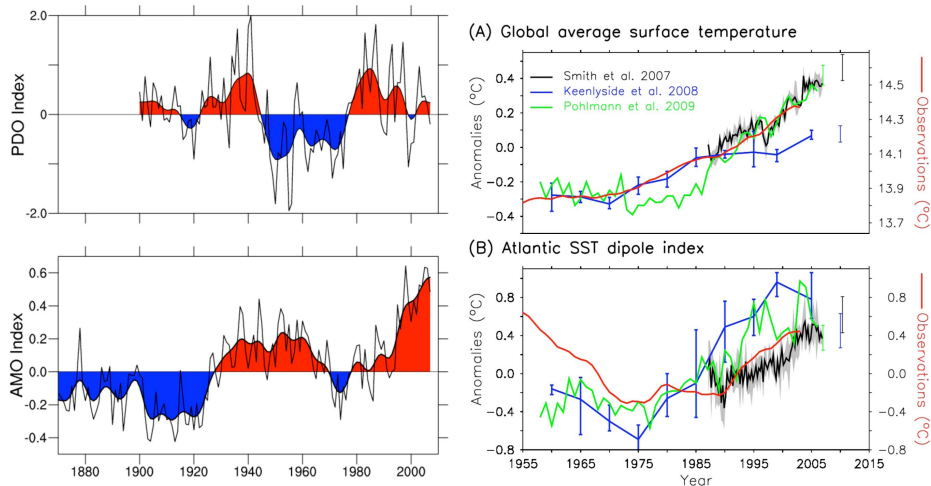 PDO Index
2.0
0
-2.0
AMO Index
0.6
0.4
0.2
0.0
-0.2
-0.4
1880 1900 1920 1940 1960 1980 2000
(A) Global average surface temperature
Anomalies (°C)
0.4
0.2
0.0
−0.2
−0.4
Smith et al. 2007
Keenlyside et al. 2008
Pohlmann et al. 2009
14.5
14.3
14.1
13.9
13.7
Observations (°C)
(B) Atlantic SST dipole index
Anomalies (°C)
0.8
0.4
0.0
−0.4
−0.8
0.8
0.4
0.0
−0.4
−0.8
Observations (°C)
1955 1965 1975 1985 1995 2005 2015
Year